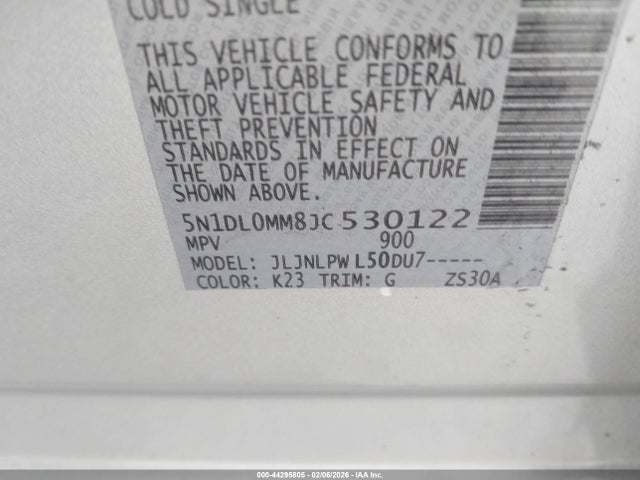 COLD SINGLE
THIS VEHICLE CONFORMS TO
ALL APPLICABLE FEDERAL
MOTOR VEHICLE SAFETY AND
THEFT PREVENTION
STANDARDS IN EFFECT ON
THE DATE OF MANUFACTURE
SHOWN ABOVE.
5N1DL0MM8JC530122
MPV 900
MODEL: JLJNLPW L50DU7-----
COLOR: K23 TRIM: G ZS30A
000-44295805 - 02/06/2026 - IAA Inc.